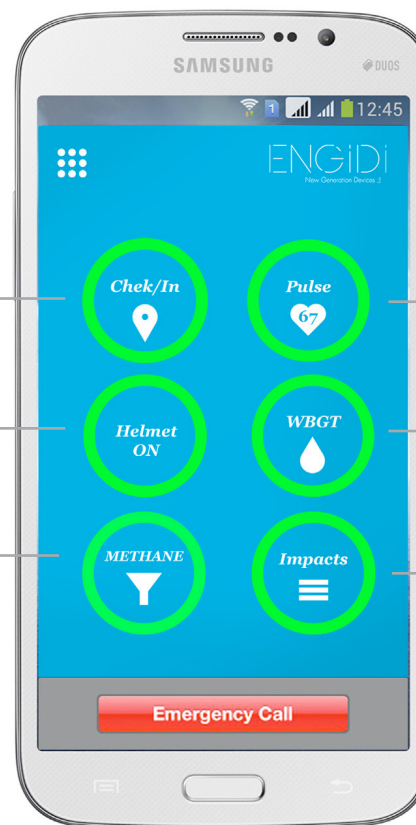 SAMSUNG
DUOS
1 12:45
ENGiDi
New Generation Devices ;)
Chek/In
Pulse
67
Helmet
ON
WBGT
METHANE
Impacts
Emergency Call